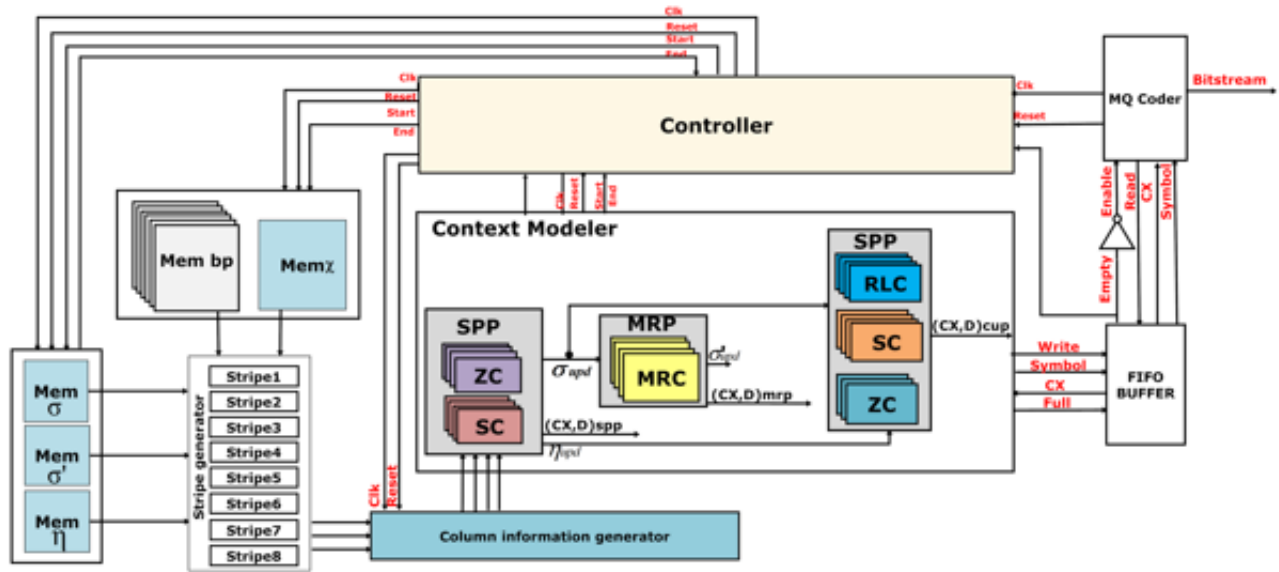 Clk
Reset
Start
End
Clk
Reset
Start
End
Controller
Clk
Reset
MQ Coder
Bitstream
Enable
Read
CX
Symbol
Empty
Clk
Reset
Start
End
Mem bp
Memχ
Context Modeler
SPP
ZC
SC
σupd
(CX,D)spp
ηupd
MRP
MRC
(CX,D)mrp
SPP
RLC
SC
ZC
(CX,D)cup
Write
Symbol
CX
Full
FIFO
BUFFER
Mem
σ
Mem
σ'
Mem
η
Stripe generator
Stripe1
Stripe2
Stripe3
Stripe4
Stripe5
Stripe6
Stripe7
Stripe8
Clk
Reset
Column information generator